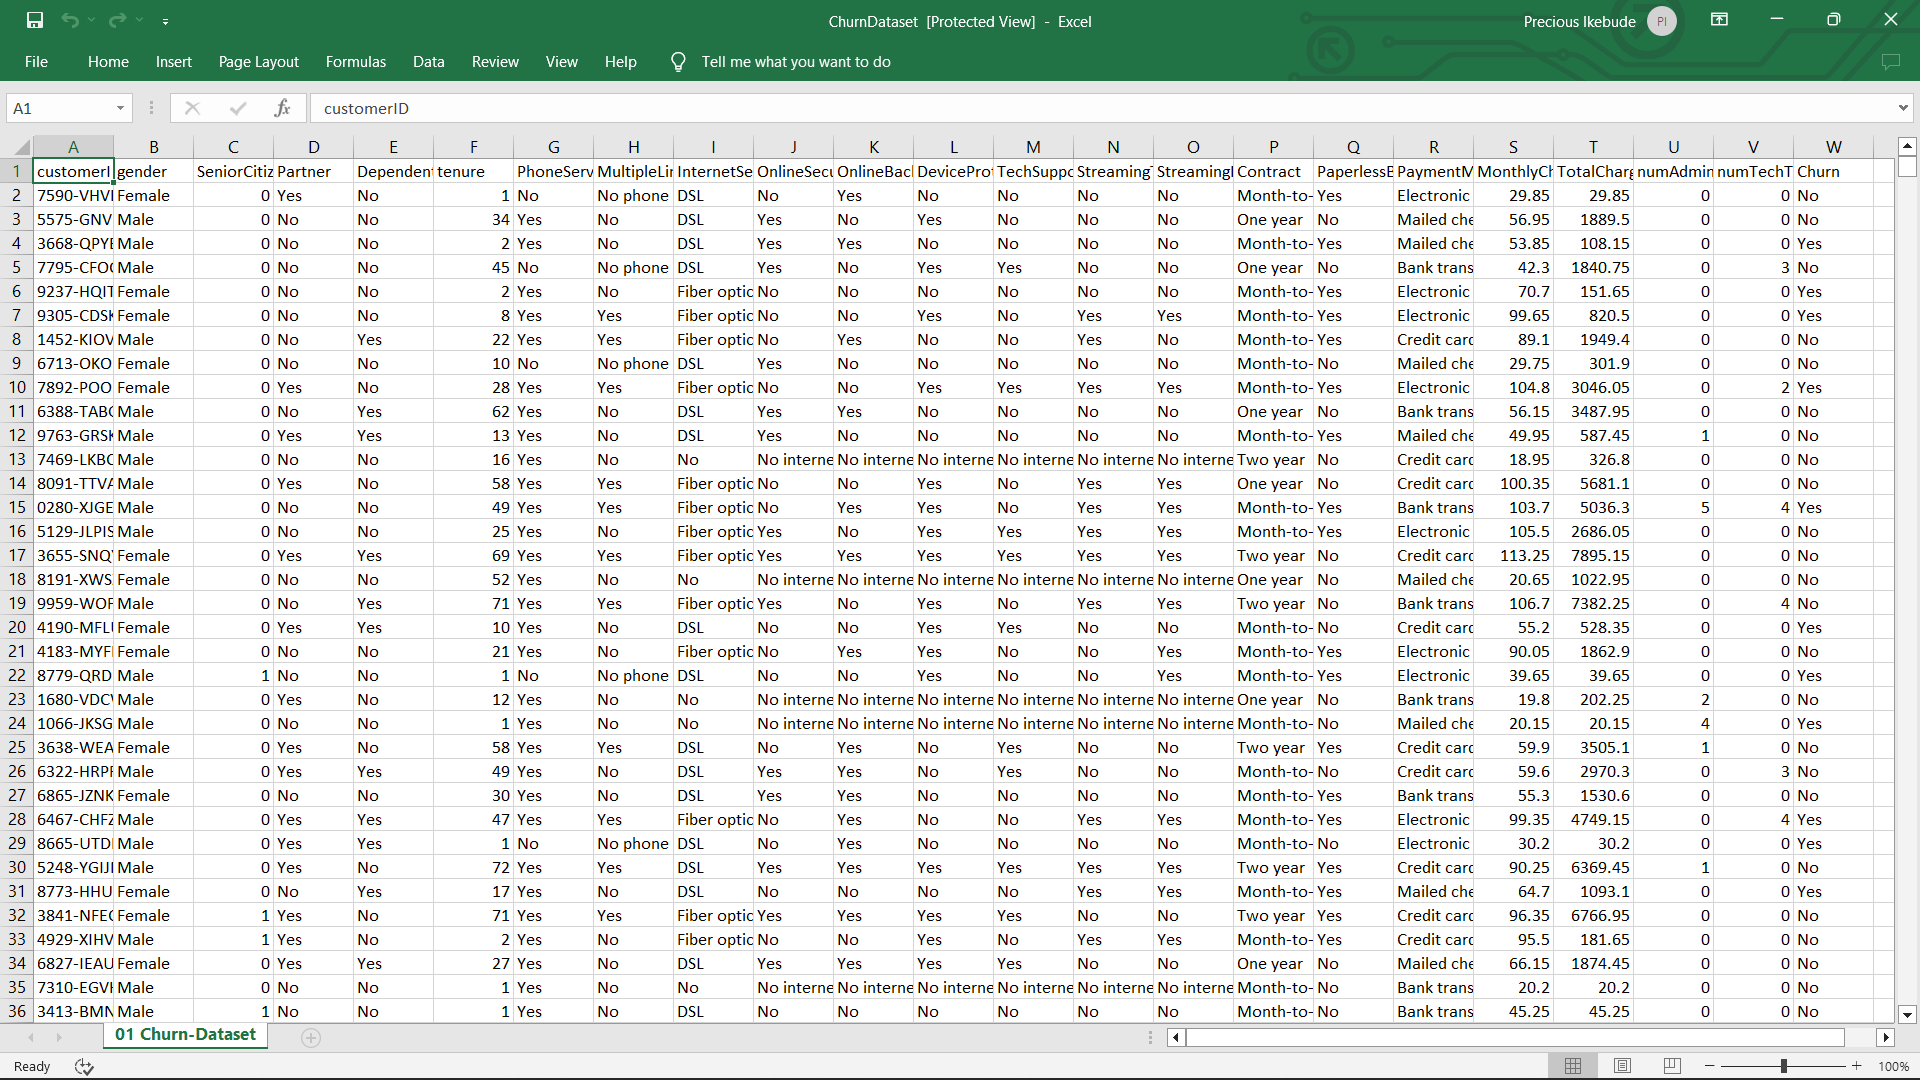 ChurnDataset [Protected View] - Excel
Precious Ikebude PI
File Home Insert Page Layout Formulas Data Review View Help Tell me what you want to do
A1 fx customerID
A B C D E F G H I J K L M N O P Q R S T U V W
1 customerI gender SeniorCitiz Partner Dependent tenure PhoneServ MultipleLin InternetSe OnlineSecu OnlineBac DeviceProt TechSuppo StreamingT Streaming Contract PaperlessB PaymentM MonthlyCh TotalCharg numAdmin numTechT Churn
2 7590-VHV Female 0 Yes No 1 No No phone DSL No Yes No No No No Month-to- Yes Electronic 29.85 29.85 0 0 No
3 5575-GNV Male 0 No No 34 Yes No DSL Yes No Yes No No No One year No Mailed che 56.95 1889.5 0 0 No
4 3668-QPY Male 0 No No 2 Yes No DSL Yes Yes No No No No Month-to- Yes Mailed che 53.85 108.15 0 0 Yes
5 7795-CFO Male 0 No No 45 No No phone DSL Yes No Yes Yes No No One year No Bank trans 42.3 1840.75 0 3 No
6 9237-HQIT Female 0 No No 2 Yes No Fiber optic No No No No No No Month-to- Yes Electronic 70.7 151.65 0 0 Yes
7 9305-CDSK Female 0 No No 8 Yes Yes Fiber optic No No Yes No Yes Yes Month-to- Yes Electronic 99.65 820.5 0 0 Yes
8 1452-KIOV Male 0 No Yes 22 Yes Yes Fiber optic No Yes No No Yes No Month-to- Yes Credit card 89.1 1949.4 0 0 No
9 6713-OKO Female 0 No No 10 No No phone DSL Yes No No No No No Month-to- No Mailed che 29.75 301.9 0 0 No
10 7892-POO Female 0 Yes No 28 Yes Yes Fiber optic No No Yes Yes Yes Yes Month-to- Yes Electronic 104.8 3046.05 0 2 Yes
11 6388-TAB Male 0 No Yes 62 Yes No DSL Yes Yes No No No No One year No Bank trans 56.15 3487.95 0 0 No
12 9763-GRSK Male 0 Yes Yes 13 Yes No DSL Yes No No No No No Month-to- Yes Mailed che 49.95 587.45 1 0 No
13 7469-LKBC Male 0 No No 16 Yes No No No interne No interne No interne No interne No interne No interne Two year No Credit card 18.95 326.8 0 0 No
14 8091-TTVA Male 0 Yes No 58 Yes Yes Fiber optic No No Yes No Yes Yes One year No Credit card 100.35 5681.1 0 0 No
15 0280-XJGE Male 0 No No 49 Yes Yes Fiber optic No Yes Yes No Yes Yes Month-to- Yes Bank trans 103.7 5036.3 5 4 Yes
16 5129-JLPIS Male 0 No No 25 Yes No Fiber optic Yes No Yes Yes Yes Yes Month-to- Yes Electronic 105.5 2686.05 0 0 No
17 3655-SNQ Female 0 Yes Yes 69 Yes Yes Fiber optic Yes Yes Yes Yes Yes Yes Two year No Credit card 113.25 7895.15 0 0 No
18 8191-XWS Female 0 No No 52 Yes No No No interne No interne No interne No interne No interne No interne One year No Mailed che 20.65 1022.95 0 0 No
19 9959-WOF Male 0 No Yes 71 Yes Yes Fiber optic Yes No Yes No Yes Yes Two year No Bank trans 106.7 7382.25 0 4 No
20 4190-MFL Female 0 Yes Yes 10 Yes No DSL No No Yes Yes No No Month-to- No Credit card 55.2 528.35 0 0 Yes
21 4183-MYF Female 0 No No 21 Yes No Fiber optic No Yes Yes No No Yes Month-to- Yes Electronic 90.05 1862.9 0 0 No
22 8779-QRD Male 1 No No 1 No No phone DSL No No Yes No No Yes Month-to- Yes Electronic 39.65 39.65 0 0 Yes
23 1680-VDC Male 0 Yes No 12 Yes No No No interne No interne No interne No interne No interne No interne One year No Bank trans 19.8 202.25 2 0 No
24 1066-JKSG Male 0 No No 1 Yes No No No interne No interne No interne No interne No interne No interne Month-to- No Mailed che 20.15 20.15 4 0 Yes
25 3638-WEA Female 0 Yes No 58 Yes Yes DSL No Yes No Yes No No Two year Yes Credit card 59.9 3505.1 1 0 No
26 6322-HRP Male 0 Yes Yes 49 Yes No DSL Yes Yes No Yes No No Month-to- No Credit card 59.6 2970.3 0 3 No
27 6865-JZNK Female 0 No No 30 Yes No DSL Yes Yes No No No No Month-to- Yes Bank trans 55.3 1530.6 0 0 No
28 6467-CHFZ Male 0 Yes Yes 47 Yes Yes Fiber optic No Yes No No Yes Yes Month-to- Yes Electronic 99.35 4749.15 0 4 Yes
29 8665-UTD Male 0 Yes Yes 1 No No phone DSL No Yes No No No No Month-to- No Electronic 30.2 30.2 0 0 Yes
30 5248-YGIJ Male 0 Yes No 72 Yes Yes DSL Yes Yes Yes Yes Yes Yes Two year Yes Credit card 90.25 6369.45 1 0 No
31 8773-HHU Female 0 No Yes 17 Yes No DSL No No No No Yes Yes Month-to- Yes Mailed che 64.7 1093.1 0 0 Yes
32 3841-NFE Female 1 Yes No 71 Yes Yes Fiber optic Yes Yes Yes Yes No No Two year Yes Credit card 96.35 6766.95 0 0 No
33 4929-XIHV Male 1 Yes No 2 Yes No Fiber optic No No Yes No Yes Yes Month-to- Yes Credit card 95.5 181.65 0 0 No
34 6827-IEAU Female 0 Yes Yes 27 Yes No DSL Yes Yes Yes Yes No No One year No Mailed che 66.15 1874.45 0 0 No
35 7310-EGV Male 0 No No 1 Yes No No No interne No interne No interne No interne No interne No interne Month-to- No Bank trans 20.2 20.2 0 0 No
36 3413-BMN Male 1 No No 1 Yes No DSL No No No No No No Month-to- No Bank trans 45.25 45.25 0 0 No
01 Churn-Dataset
Ready 100%